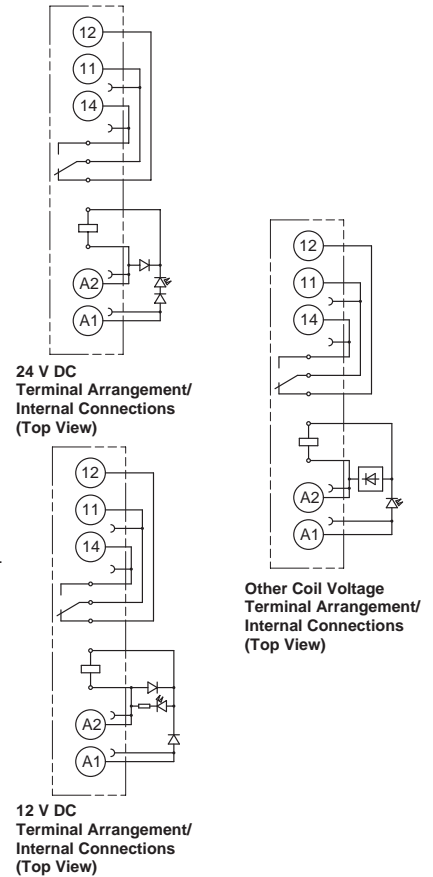 12
11
14
A2
A1
24 V DC
Terminal Arrangement/
Internal Connections
(Top View)
12
11
14
A2
A1
12 V DC
Terminal Arrangement/
Internal Connections
(Top View)
12
11
14
A2
A1
Other Coil Voltage
Terminal Arrangement/
Internal Connections
(Top View)